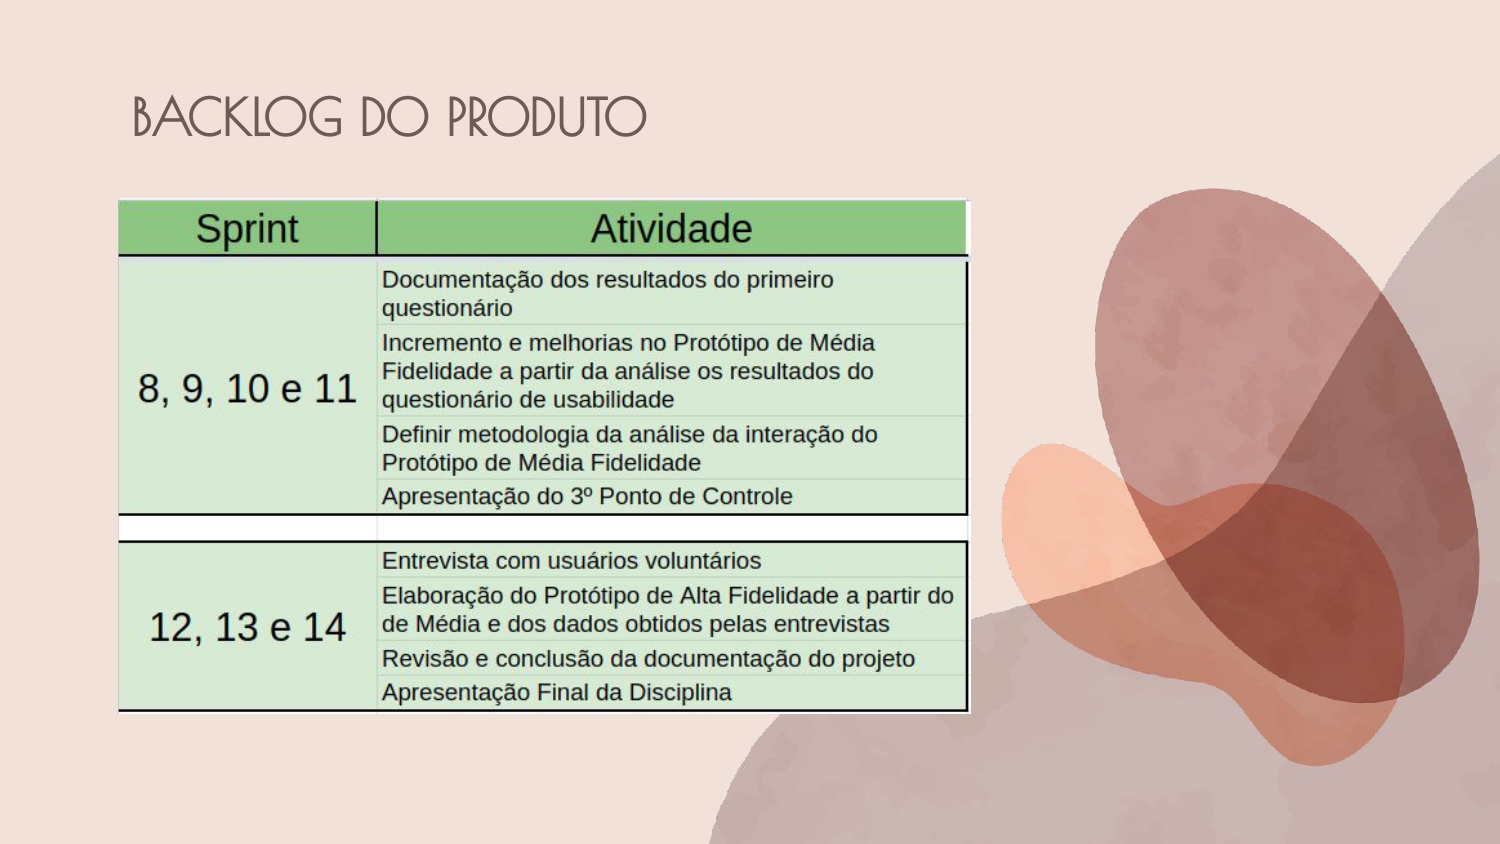 BACKLOG DO PRODUTO
Sprint
Atividade
8, 9, 10 e 11
Documentação dos resultados do primeiro
questionário
Incremento e melhorias no Protótipo de Média
Fidelidade a partir da análise os resultados do
questionário de usabilidade
Definir metodologia da análise da interação do
Protótipo de Média Fidelidade
Apresentação do 3º Ponto de Controle
12, 13 e 14
Entrevista com usuários voluntários
Elaboração do Protótipo de Alta Fidelidade a partir do
de Média e dos dados obtidos pelas entrevistas
Revisão e conclusão da documentação do projeto
Apresentação Final da Disciplina